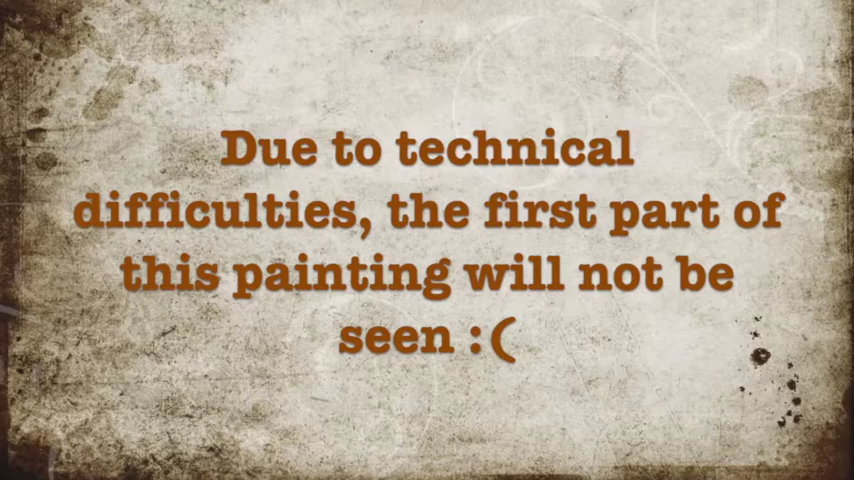 Due to technical
difficulties, the first part of
this painting will not be
seen :(